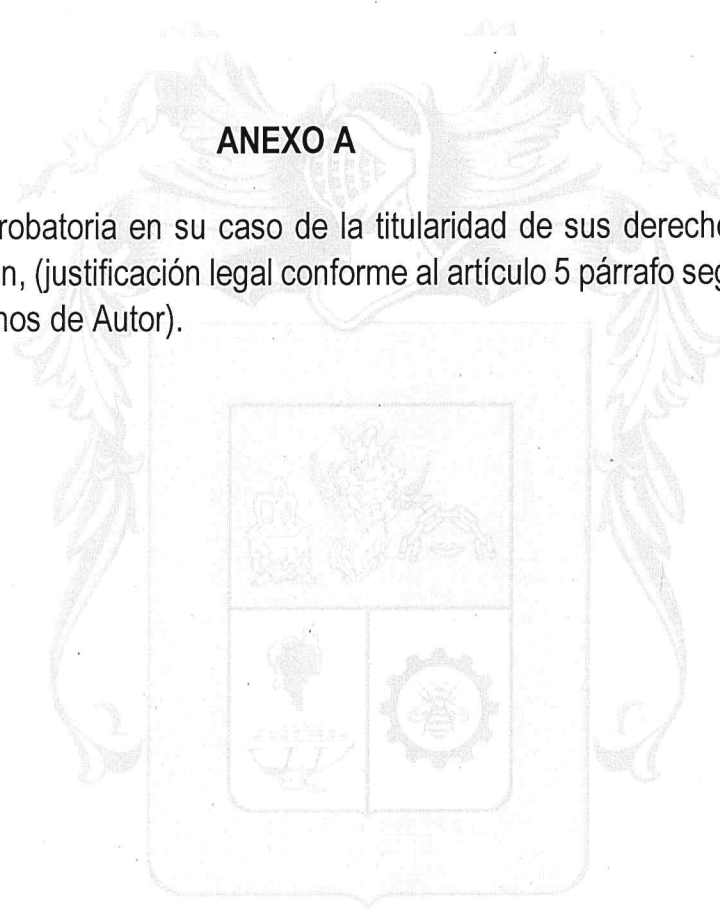 ANEXO A
robatoria en su caso de la titularidad de sus derecho
n, (justificación legal conforme al artículo 5 párrafo seg
nos de Autor).